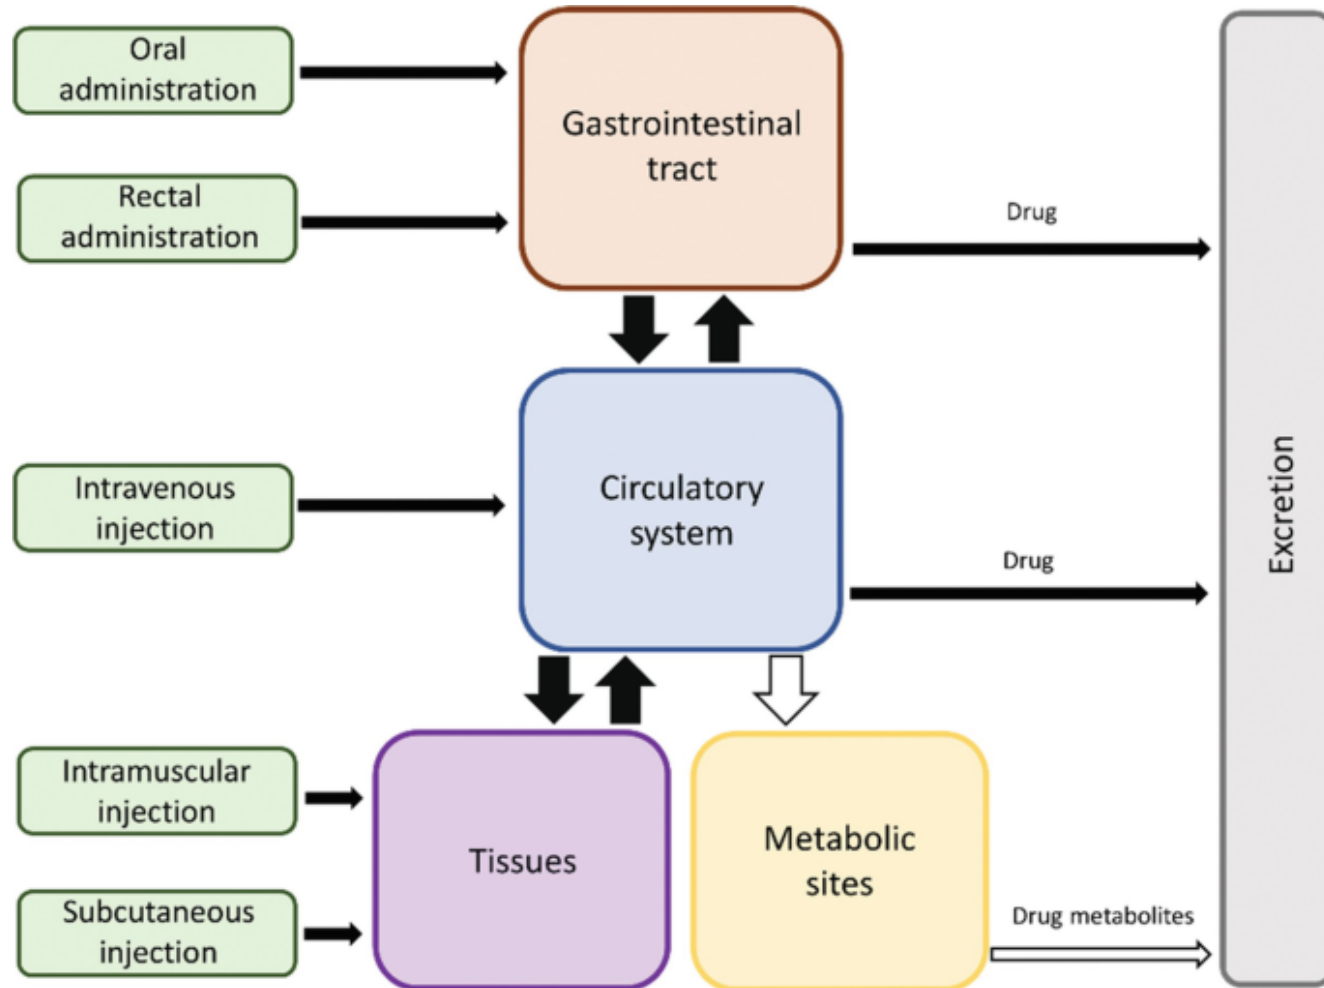 Oral
administration
Gastrointestinal
tract
Rectal
administration
Drug
Intravenous
injection
Circulatory
system
Drug
Excretion
Intramuscular
injection
Tissues
Metabolic
sites
Subcutaneous
injection
Drug metabolites